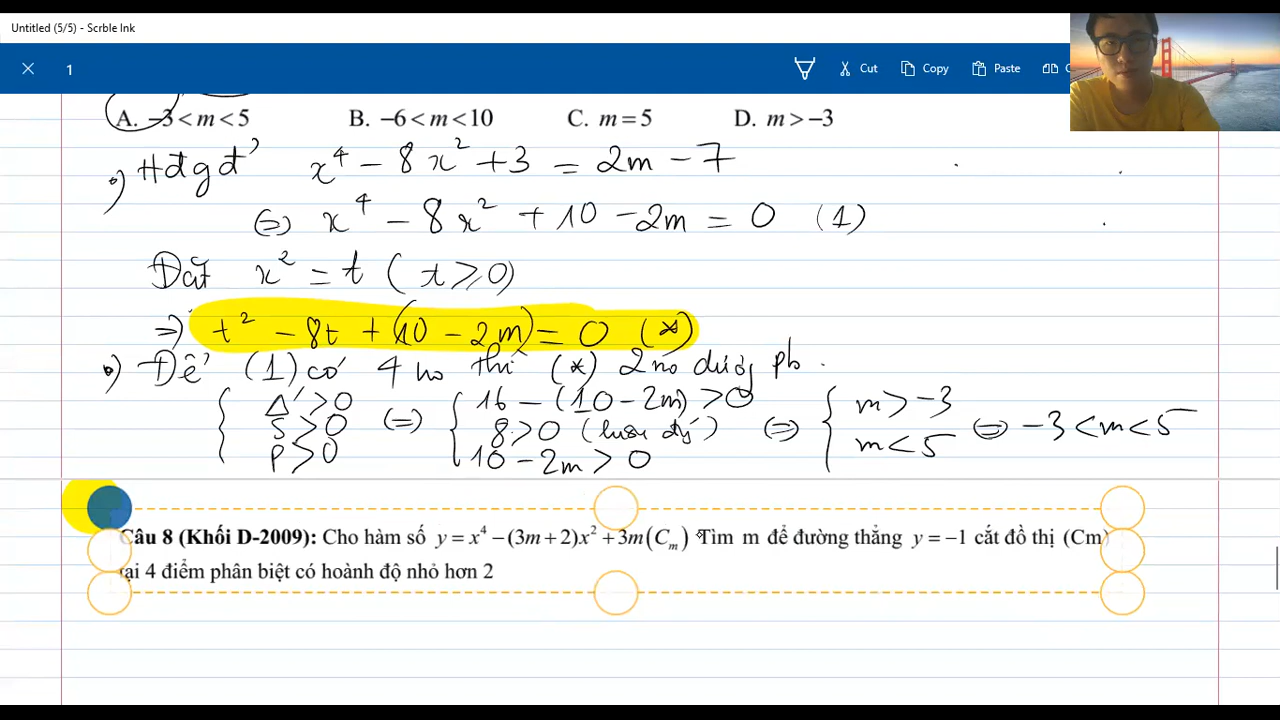 Untitled (5/5) - Scrble Ink
1 Cut Copy Paste
A. −3 < m < 5 B. −6 < m < 10 C. m = 5 D. m > −3
•) Hđgđ' x⁴ − 8x² + 3 = 2m − 7
⇔ x⁴ − 8x² + 10 − 2m = 0 (1)
Đặt x² = t (t ≥ 0)
⇒ t² − 8t + (10 − 2m) = 0 (*)
•) Để (1) có 4 no thì (*) 2 no dương pb.
{ Δ' > 0 ⇔ { 16 − (10 − 2m) > 0 ⇔ { m > −3 ⇔ −3 < m < 5
S > 0 8 > 0 (luôn đg) m < 5
P > 0 10 − 2m > 0
Câu 8 (Khối D-2009): Cho hàm số y = x⁴ − (3m + 2)x² + 3m (Cₘ) Tìm m để đường thẳng y = −1 cắt đồ thị (Cm)
tại 4 điểm phân biệt có hoành độ nhỏ hơn 2